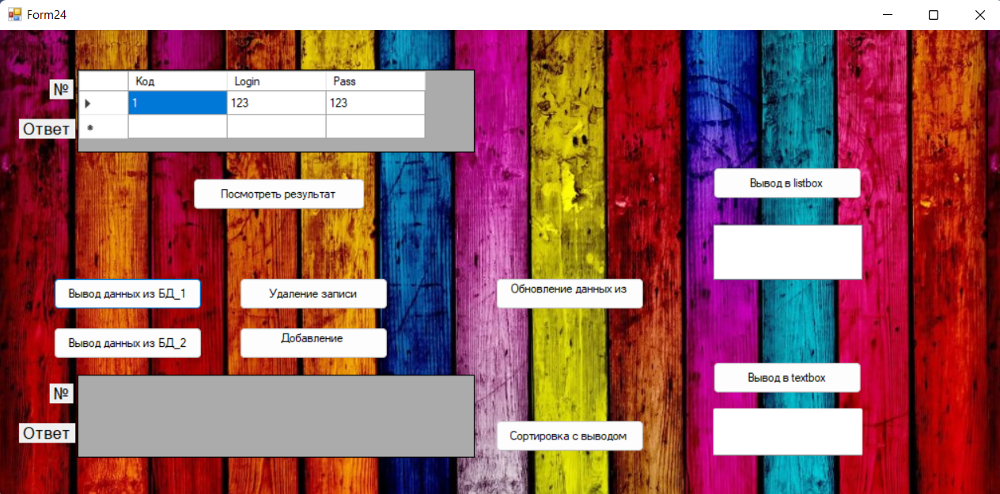 Form24
№
Код Login Pass
1 123 123
Ответ
Посмотреть результат
Вывод в listbox
Вывод данных из БД_1
Удаление записи
Обновление данных из
Вывод данных из БД_2
Добавление
Вывод в textbox
№
Ответ
Сортировка с выводом